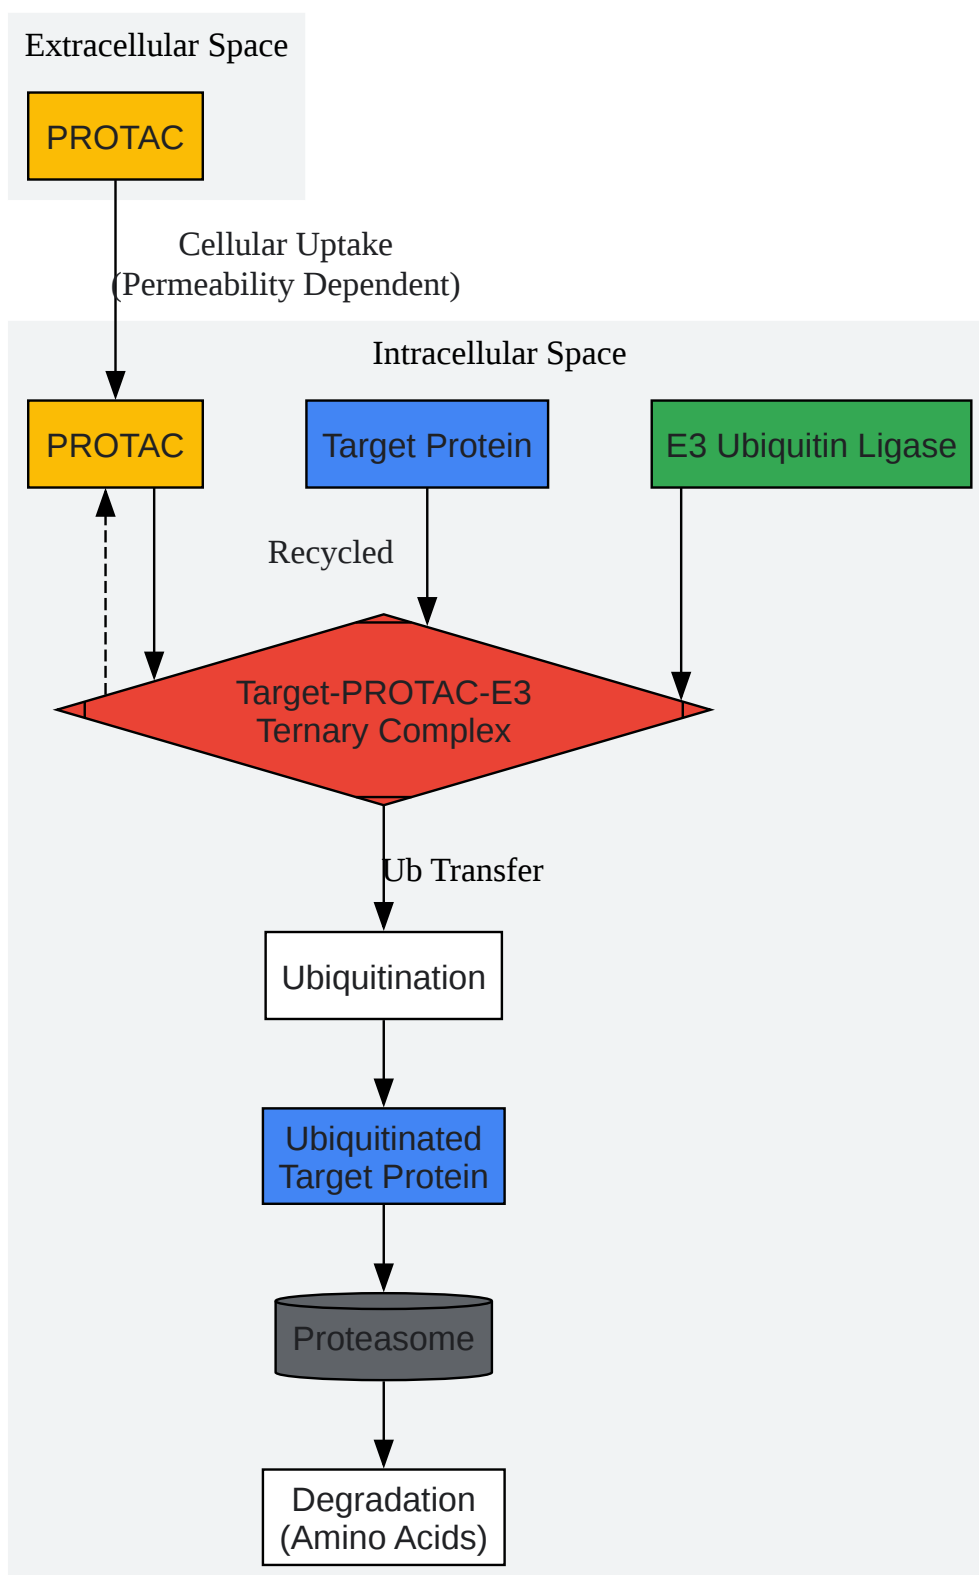 Extracellular Space
PROTAC
Cellular Uptake
(Permeability Dependent)
Intracellular Space
PROTAC
Target Protein
E3 Ubiquitin Ligase
Recycled
Target-PROTAC-E3
Ternary Complex
Ub Transfer
Ubiquitination
Ubiquitinated
Target Protein
Proteasome
Degradation
(Amino Acids)